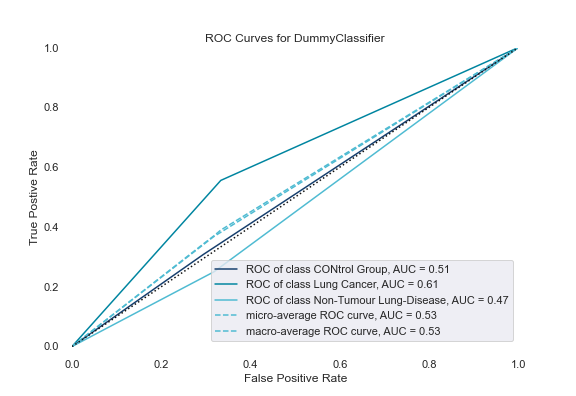 ROC Curves for DummyClassifier
1.0
0.8
0.6
0.4
0.2
0.0
True Postive Rate
ROC of class CONtrol Group, AUC = 0.51
ROC of class Lung Cancer, AUC = 0.61
ROC of class Non-Tumour Lung-Disease, AUC = 0.47
micro-average ROC curve, AUC = 0.53
macro-average ROC curve, AUC = 0.53
0.0 0.2 0.4 0.6 0.8 1.0
False Positive Rate